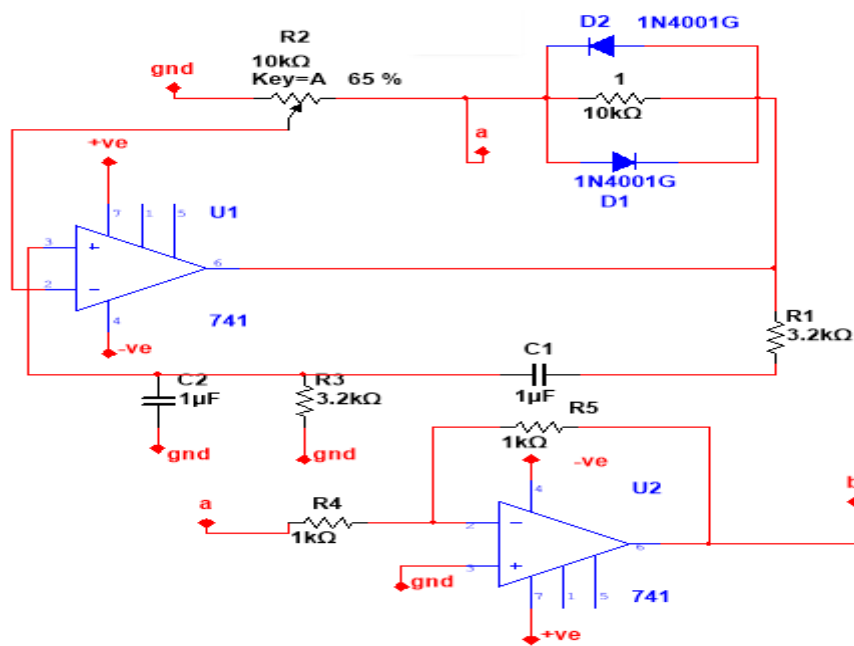 D2 1N4001G
R2
10kΩ
gnd
Key=A 65 %
1
10kΩ
a
+ve
1N4001G
D1
7 1 5
U1
3
+
6
2
−
4
741
-ve
R1
3.2kΩ
C1
C2
1µF
R3
3.2kΩ
1µF
R5
gnd
gnd
1kΩ
-ve
a
R4
4
U2
b
1kΩ
2
−
6
gnd
3
+
7 1 5
741
+ve